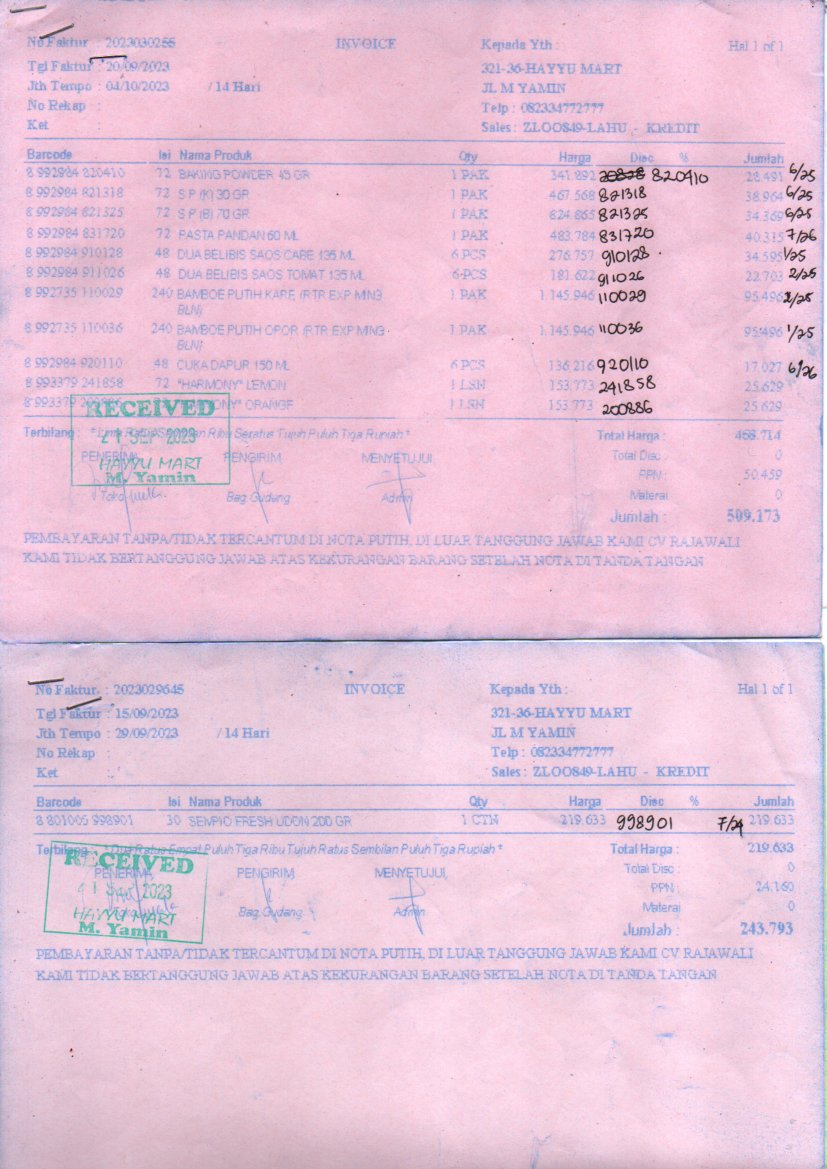 No Faktur : 2023030255 INVOICE Kepada Yth : Hal 1 of 1
Tgl Faktur : 20/09/2023 321-36-HAYYU MART
Jth Tempo : 04/10/2023 / 14 Hari JL M YAMIN
No Rekap : Telp : 082334772777
Ket : Sales : ZLOO849-LAHU - KREDIT
Barcode Isi Nama Produk Qty Harga Disc % Jumlah
8 992984 820410 72 BAKING POWDER 45 GR 1 PAK 341.892 820410 28.491 6/25
8 992984 821318 72 S P (K) 30 GR 1 PAK 467.568 821318 38.964 6/25
8 992984 821325 72 S P (B) 70 GR 1 PAK 824.865 821325 6/25
8 992984 831720 72 PASTA PANDAN 60 ML 1 PAK 483.784 831720 40.315 7/26
8 992984 910128 48 DUA BELIBIS SAOS CABE 135 ML 6 PCS 276.757 910128 34.595 1/25
8 992984 911026 48 DUA BELIBIS SAOS TOMAT 135 ML 6 PCS 181.622 911026 22.703 2/25
8 992735 110029 240 BAMBOE PUTIH KARE (RTR EXP MIN3 1 PAK 1.145.946 110029 95.496 2/25
BLN)
8 992735 110036 240 BAMBOE PUTIH OPOR (RTR EXP MIN3 1 PAK 1.145.946 110036 95.496 1/25
BLN)
8 992984 920110 48 CUKA DAPUR 150 ML 6 PCS 136.216 920110 17.027 6/26
8 993379 241858 72 "HARMONY" LEMON 1 LSN 153.773 241858 25.629
8 993379 ORANGE 1 LSN 153.773 200886 25.629
RECEIVED
Terbilang : Ribu Seratus Tujuh Puluh Tiga Rupiah * Total Harga : 468.714
2023
PENERIMA PENGIRIM MENYETUJUI Total Disc : 0
HAYYU MART PPN : 50.459
M. Yamin
Toko Bag. Gudang Admin Materai 0
Jumlah : 509.173
PEMBAYARAN TANPA/TIDAK TERCANTUM DI NOTA PUTIH, DI LUAR TANGGUNG JAWAB KAMI CV RAJAWALI
KAMI TIDAK BERTANGGUNG JAWAB ATAS KEKURANGAN BARANG SETELAH NOTA DI TANDA TANGAN
No Faktur : 2023029645 INVOICE Kepada Yth : Hal 1 of 1
Tgl Faktur : 15/09/2023 321-36-HAYYU MART
Jth Tempo : 29/09/2023 / 14 Hari JL M YAMIN
No Rekap : Telp : 082334772777
Ket : Sales : ZLOO849-LAHU - KREDIT
Barcode Isi Nama Produk Qty Harga Disc % Jumlah
8 801005 998901 30 SEMPIO FRESH UDON 200 GR 1 CTN 219.633 998901 7/24 219.633
Terbilang : * Dua Ratus Empat Puluh Tiga Ribu Tujuh Ratus Sembilan Puluh Tiga Rupiah * Total Harga : 219.633
RECEIVED
PENERIMA PENGIRIM MENYETUJUI Total Disc : 0
2023 PPN : 24.160
HAYYU MART Bag. Gudang Admin Materai 0
M. Yamin Jumlah : 243.793
PEMBAYARAN TANPA/TIDAK TERCANTUM DI NOTA PUTIH, DI LUAR TANGGUNG JAWAB KAMI CV RAJAWALI
KAMI TIDAK BERTANGGUNG JAWAB ATAS KEKURANGAN BARANG SETELAH NOTA DI TANDA TANGAN